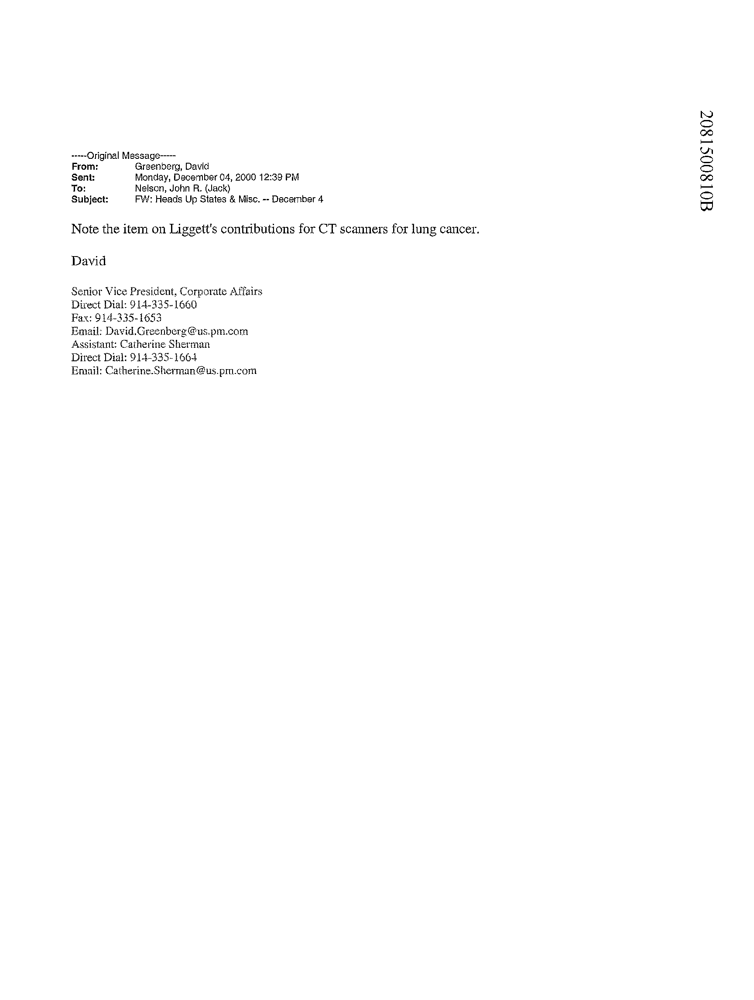 -----Original Message-----
From: Greenberg, David
Sent: Monday, December 04, 2000 12:39 PM
To: Nelson, John R. (Jack)
Subject: FW: Heads Up States & Misc. -- December 4
Note the item on Liggett's contributions for CT scanners for lung cancer.
David
Senior Vice President, Corporate Affairs
Direct Dial: 914-335-1660
Fax: 914-335-1653
Email: David.Greenberg@us.pm.com
Assistant: Catherine Sherman
Direct Dial: 914-335-1664
Email: Catherine.Sherman@us.pm.com
2081500810B